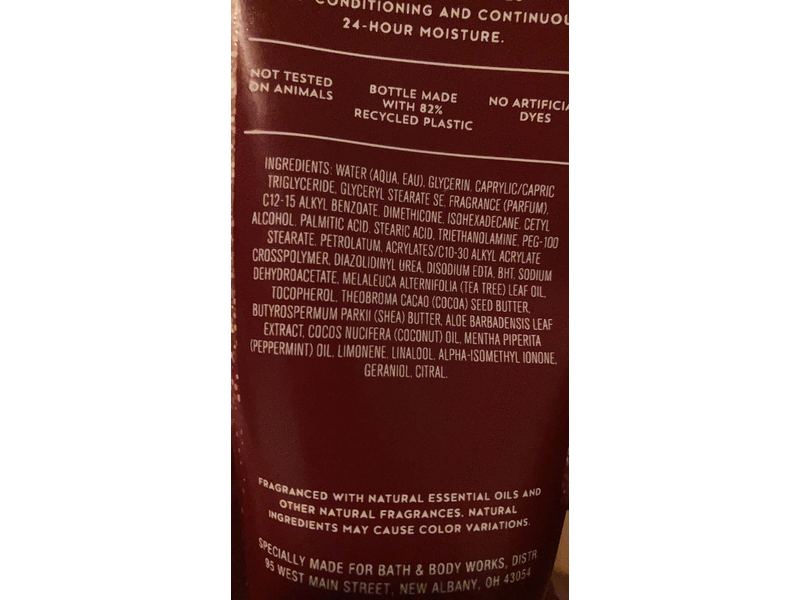 CONDITIONING AND CONTINUOU
24-HOUR MOISTURE.
NOT TESTED
ON ANIMALS
BOTTLE MADE
WITH 82%
RECYCLED PLASTIC
NO ARTIFICIA
DYES
INGREDIENTS: WATER (AQUA, EAU), GLYCERIN, CAPRYLIC/CAPRIC
TRIGLYCERIDE, GLYCERYL STEARATE SE, FRAGRANCE (PARFUM),
C12-15 ALKYL BENZOATE, DIMETHICONE, ISOHEXADECANE, CETYL
ALCOHOL, PALMITIC ACID, STEARIC ACID, TRIETHANOLAMINE, PEG-100
STEARATE, PETROLATUM, ACRYLATES/C10-30 ALKYL ACRYLATE
CROSSPOLYMER, DIAZOLIDINYL UREA, DISODIUM EDTA, BHT, SODIUM
DEHYDROACETATE, MELALEUCA ALTERNIFOLIA (TEA TREE) LEAF OIL,
TOCOPHEROL, THEOBROMA CACAO (COCOA) SEED BUTTER,
BUTYROSPERMUM PARKII (SHEA) BUTTER, ALOE BARBADENSIS LEAF
EXTRACT, COCOS NUCIFERA (COCONUT) OIL, MENTHA PIPERITA
(PEPPERMINT) OIL, LIMONENE, LINALOOL, ALPHA-ISOMETHYL IONONE,
GERANIOL, CITRAL.
FRAGRANCED WITH NATURAL ESSENTIAL OILS AND
OTHER NATURAL FRAGRANCES. NATURAL
INGREDIENTS MAY CAUSE COLOR VARIATIONS.
SPECIALLY MADE FOR BATH & BODY WORKS, DISTR.
95 WEST MAIN STREET, NEW ALBANY, OH 43054